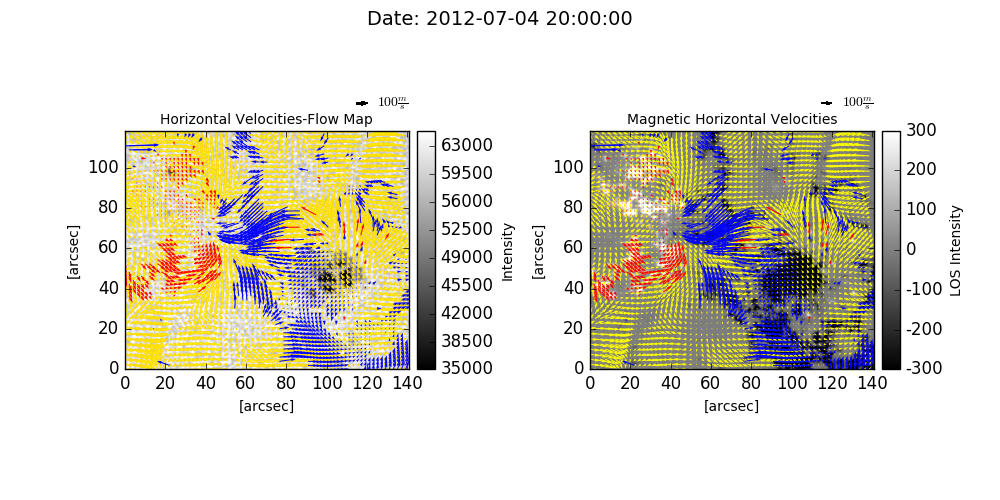 Date: 2012-07-04 20:00:00
100 m/s
Horizontal Velocities-Flow Map
[arcsec]
100
80
60
40
20
0
0 20 40 60 80 100 120 140
[arcsec]
63000
59500
56000
52500
49000
45500
42000
38500
35000
Intensity
100 m/s
Magnetic Horizontal Velocities
[arcsec]
100
80
60
40
20
0
0 20 40 60 80 100 120 140
[arcsec]
300
200
100
0
-100
-200
-300
LOS Intensity